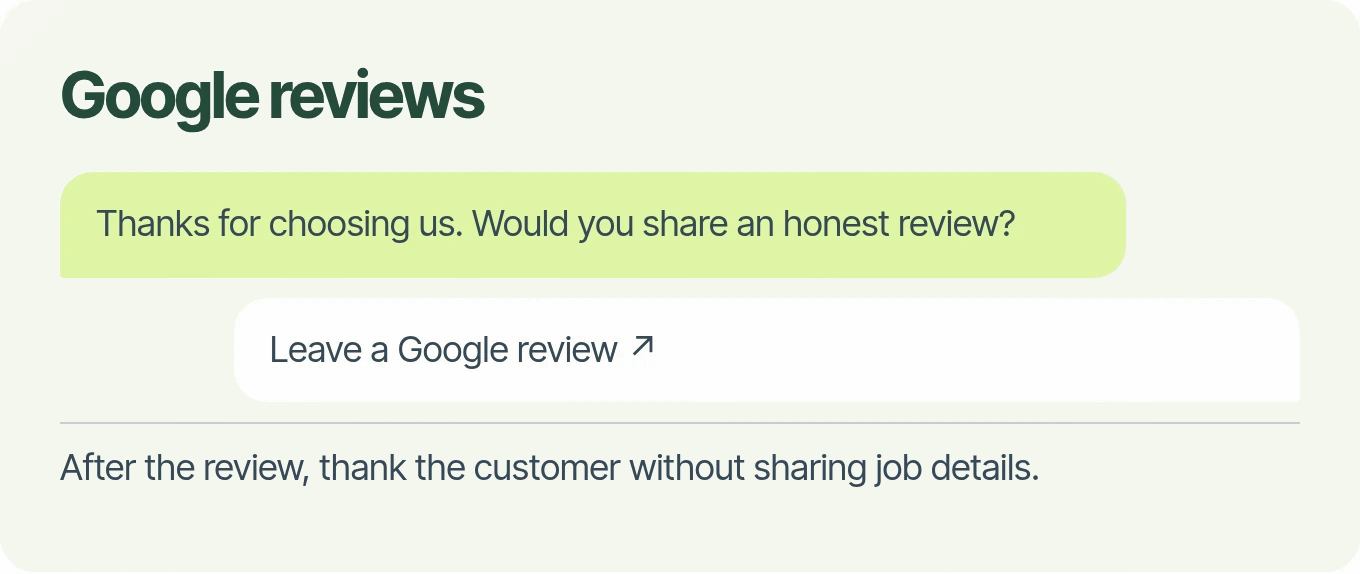 Google reviews
Thanks for choosing us. Would you share an honest review?
Leave a Google review ↗
After the review, thank the customer without sharing job details.